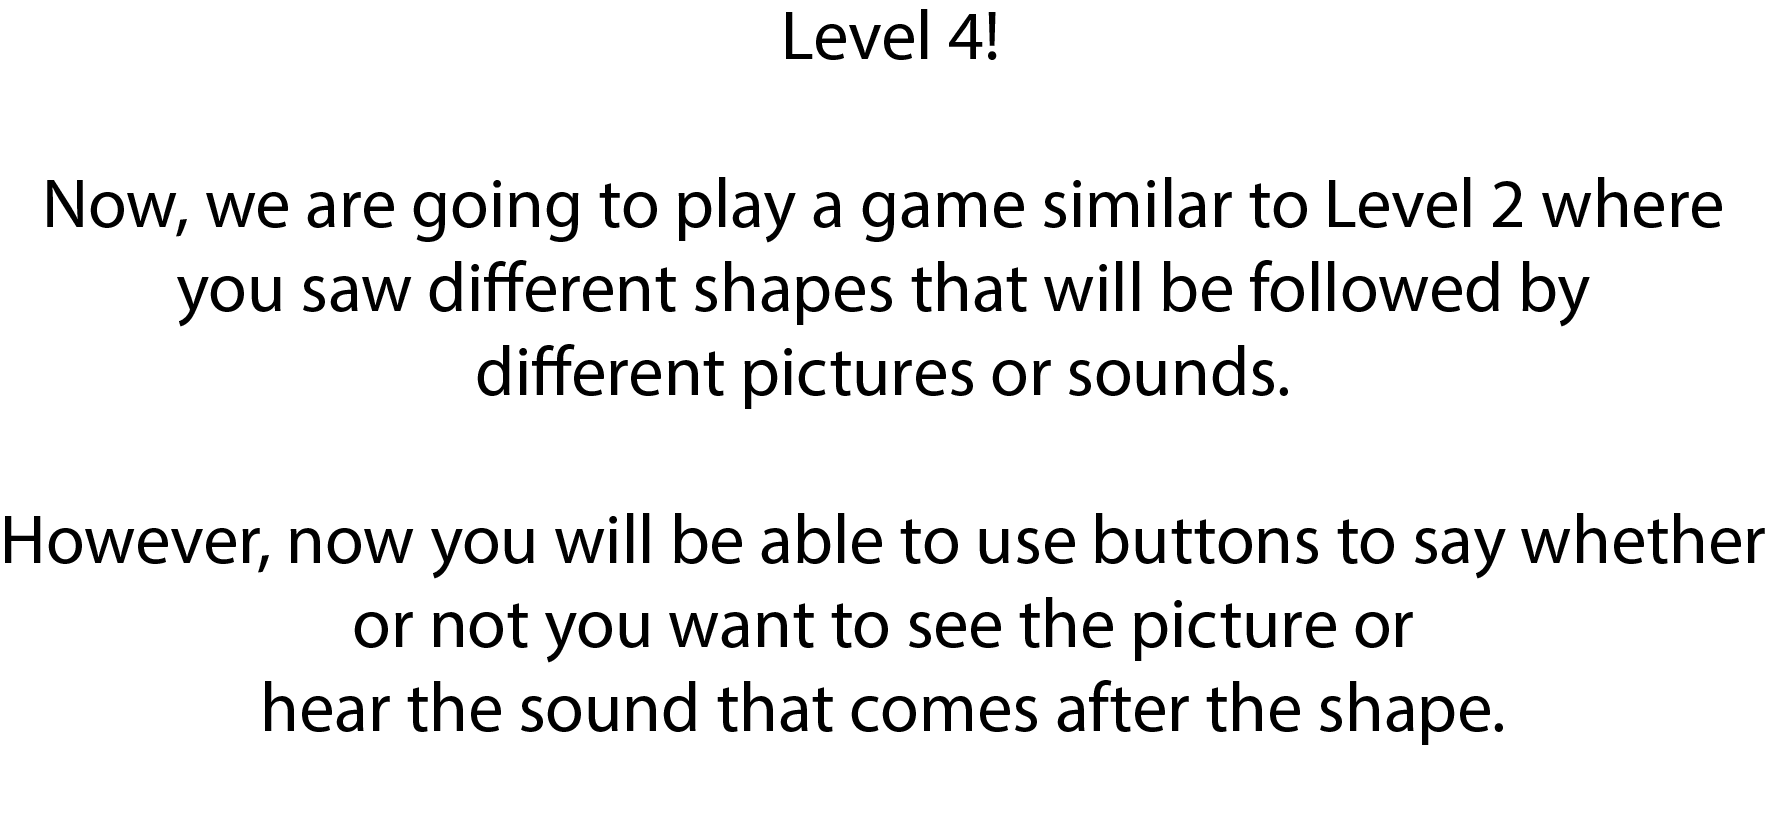 Level 4!
Now, we are going to play a game similar to Level 2 where
you saw different shapes that will be followed by
different pictures or sounds.
However, now you will be able to use buttons to say whether
or not you want to see the picture or
hear the sound that comes after the shape.